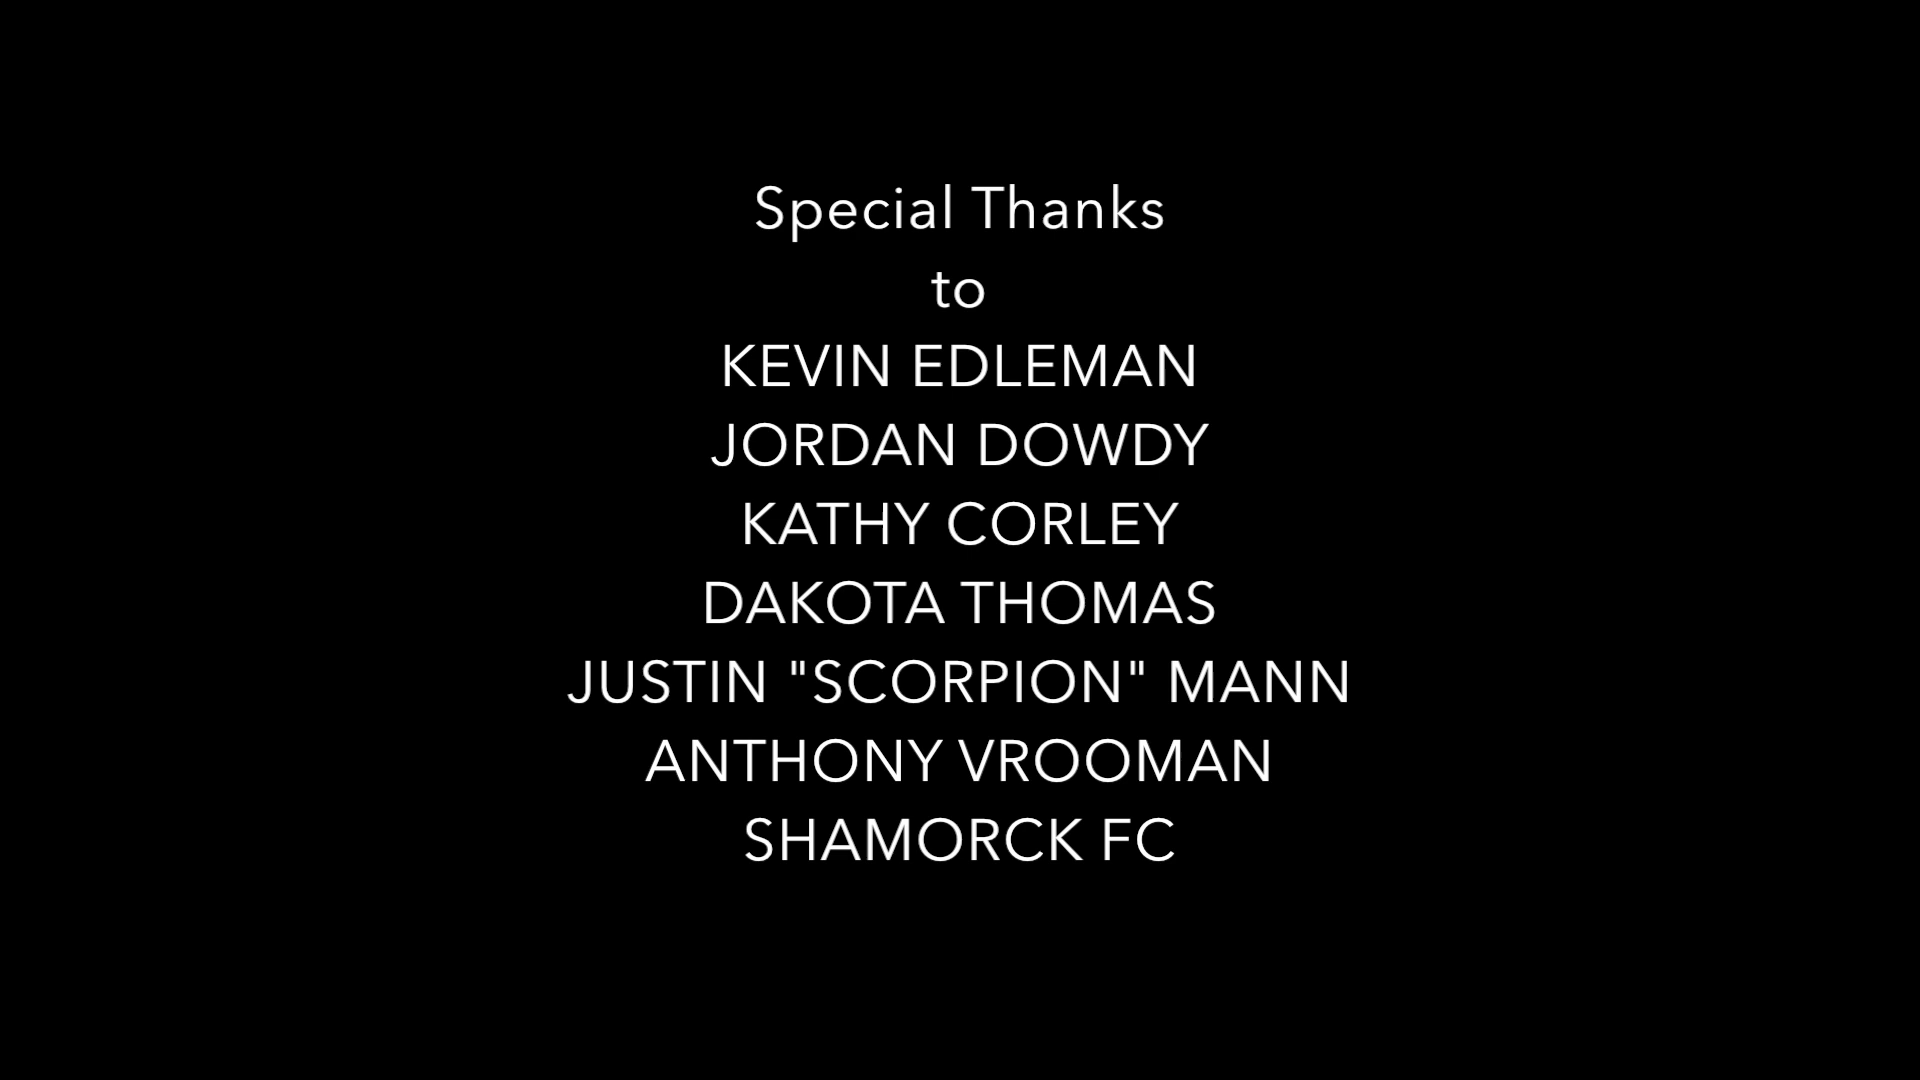 Special Thanks
to
KEVIN EDLEMAN
JORDAN DOWDY
KATHY CORLEY
DAKOTA THOMAS
JUSTIN "SCORPION" MANN
ANTHONY VROOMAN
SHAMORCK FC